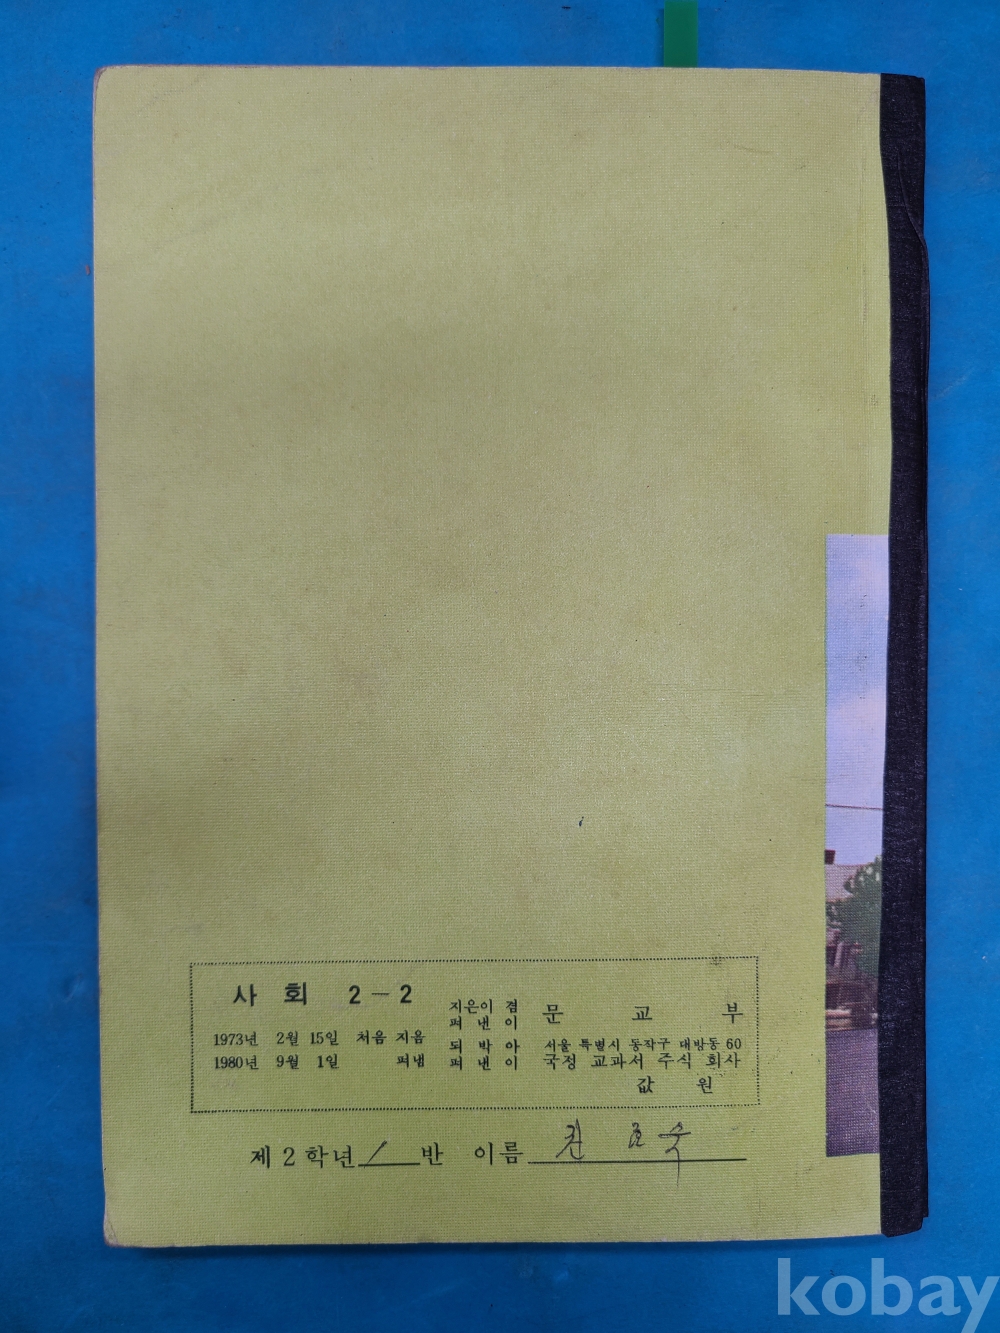 사 회 2-2
1973년 2월 15일 처음 지음
1980년 9월 1일 펴냄
지은이 겸
펴 낸 이 문 교 부
되 박 아 서울 특별시 동작구 대방동 60
펴 낸 이 국정 교과서 주식 회사
값 원
제 2 학년 1 반 이름
kobay